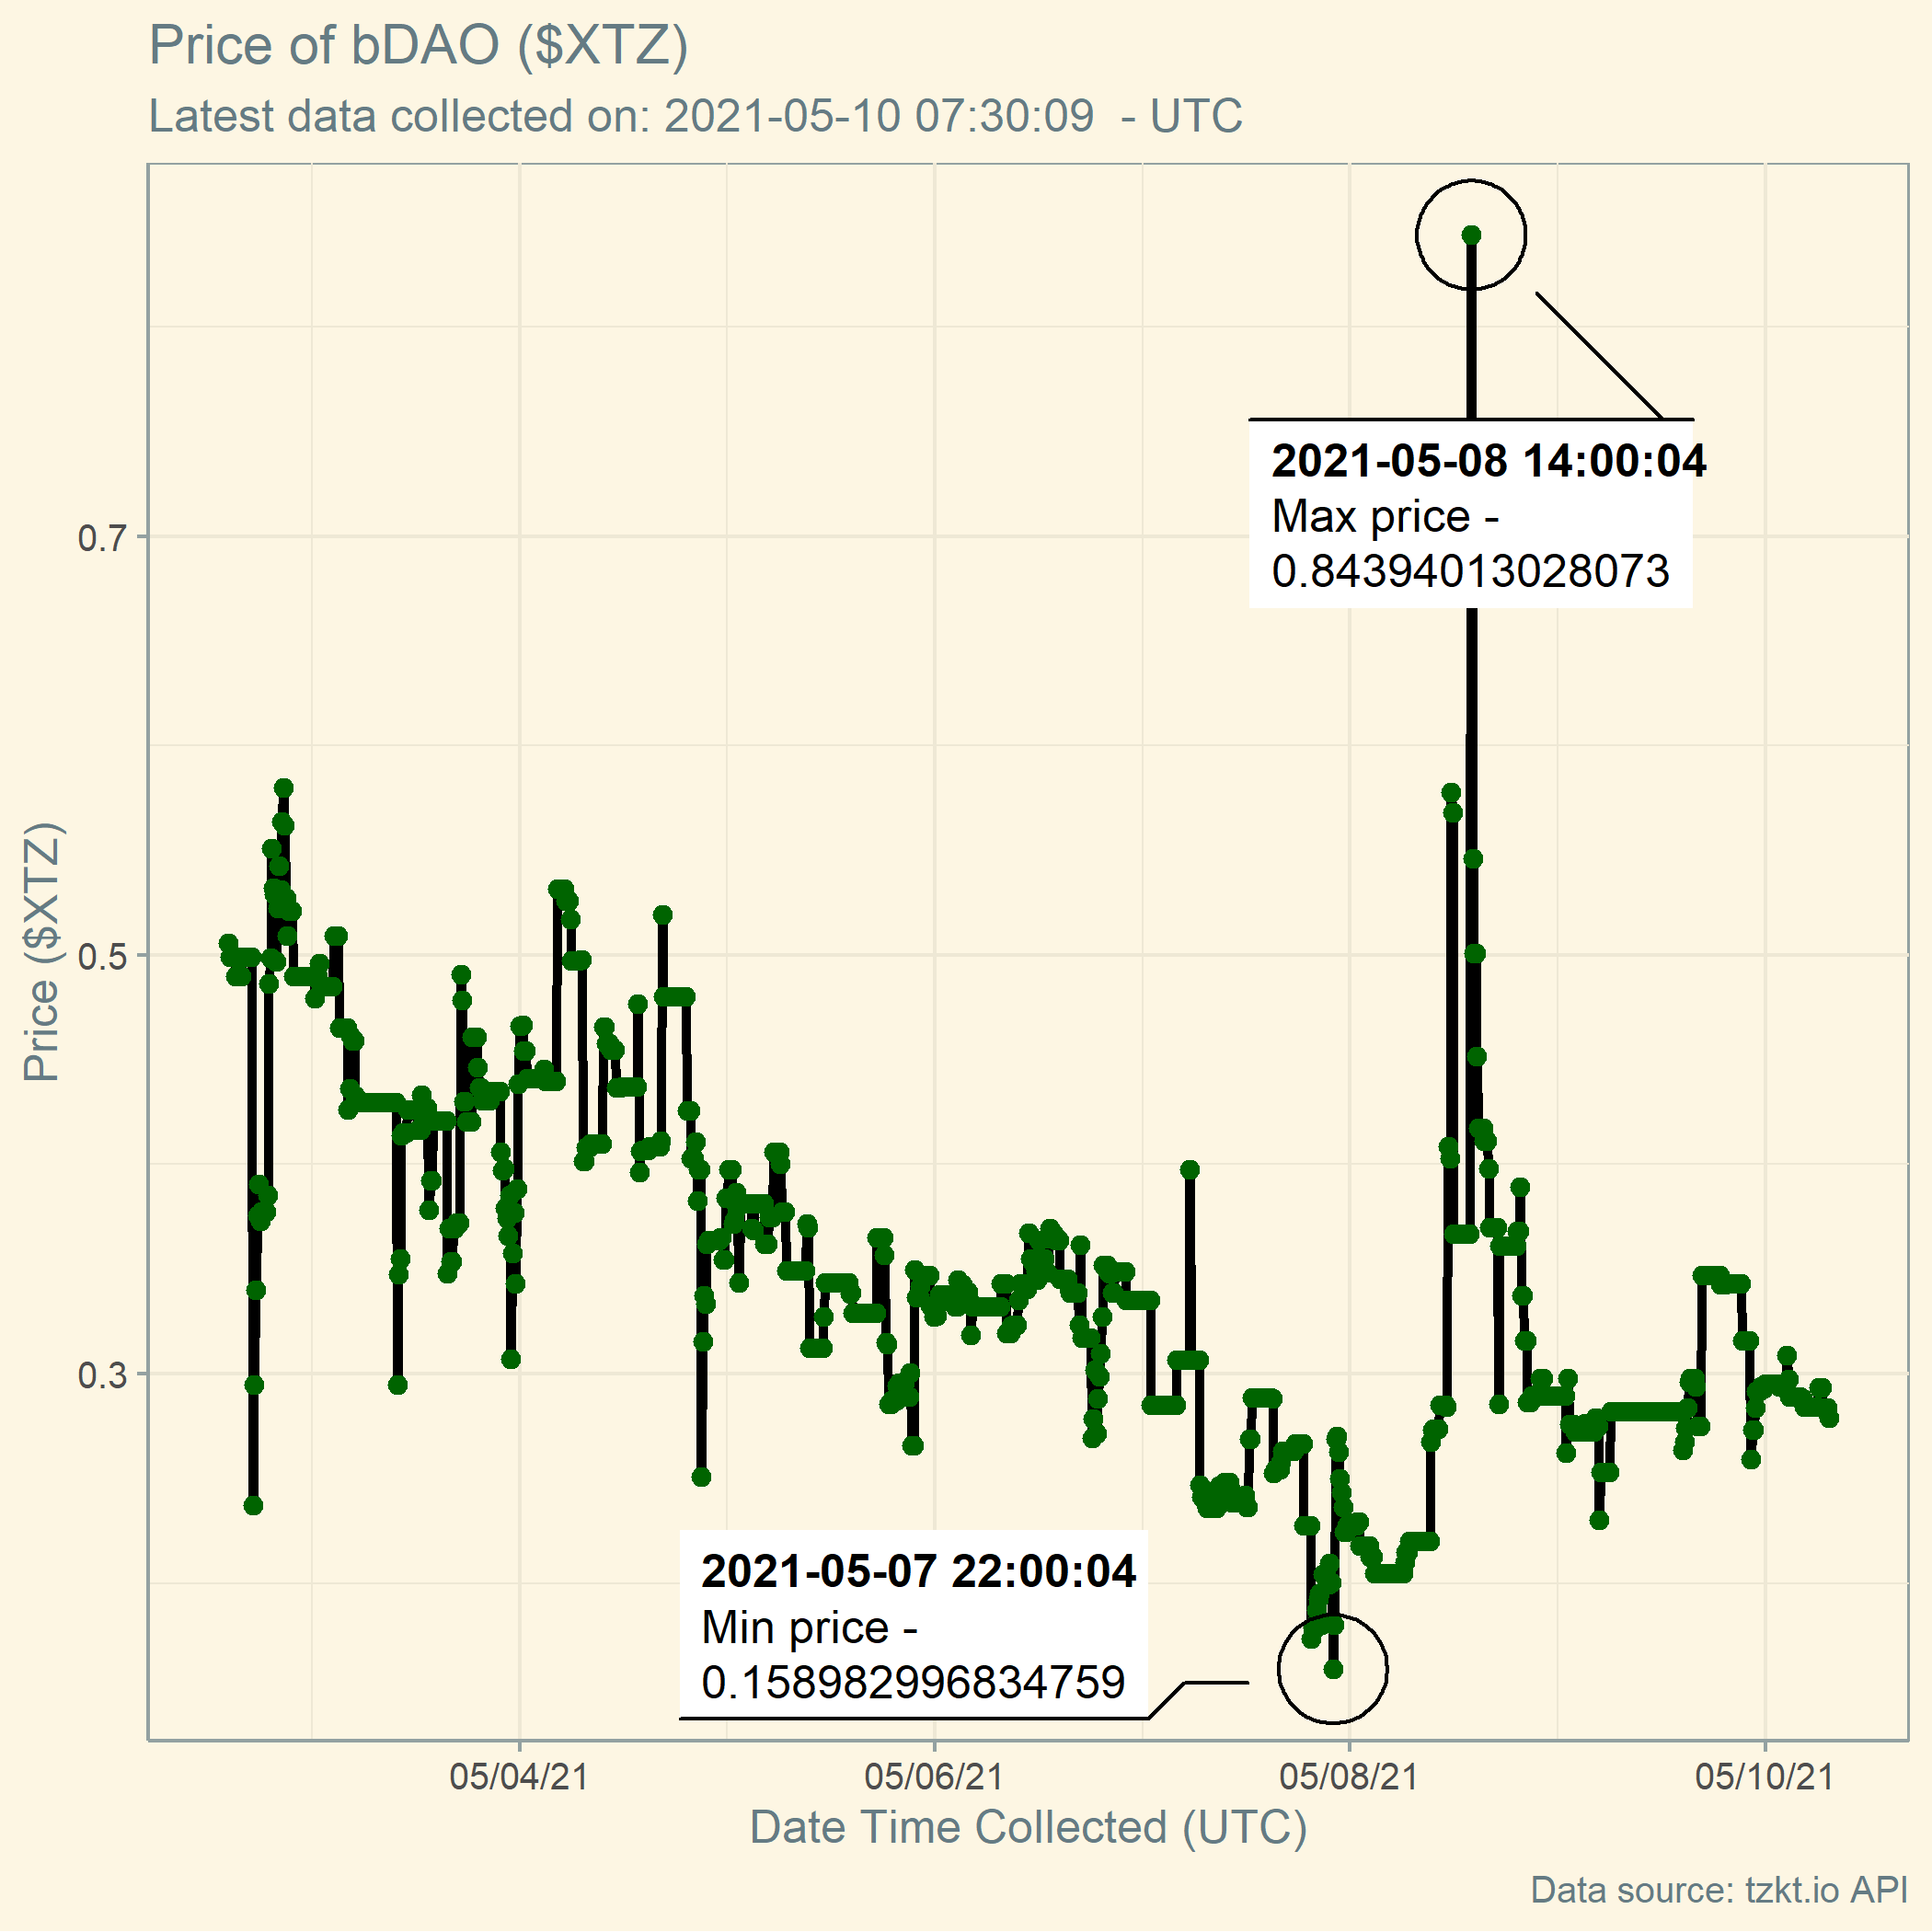 Price of bDAO ($XTZ)
Latest data collected on: 2021-05-10 07:30:09  - UTC
2021-05-08 14:00:04
Max price -
0.84394013028073
0.7
Price ($XTZ)
0.5
0.3
2021-05-07 22:00:04
Min price -
0.158982996834759
05/04/21
05/06/21
05/08/21
05/10/21
Date Time Collected (UTC)
Data source: tzkt.io API